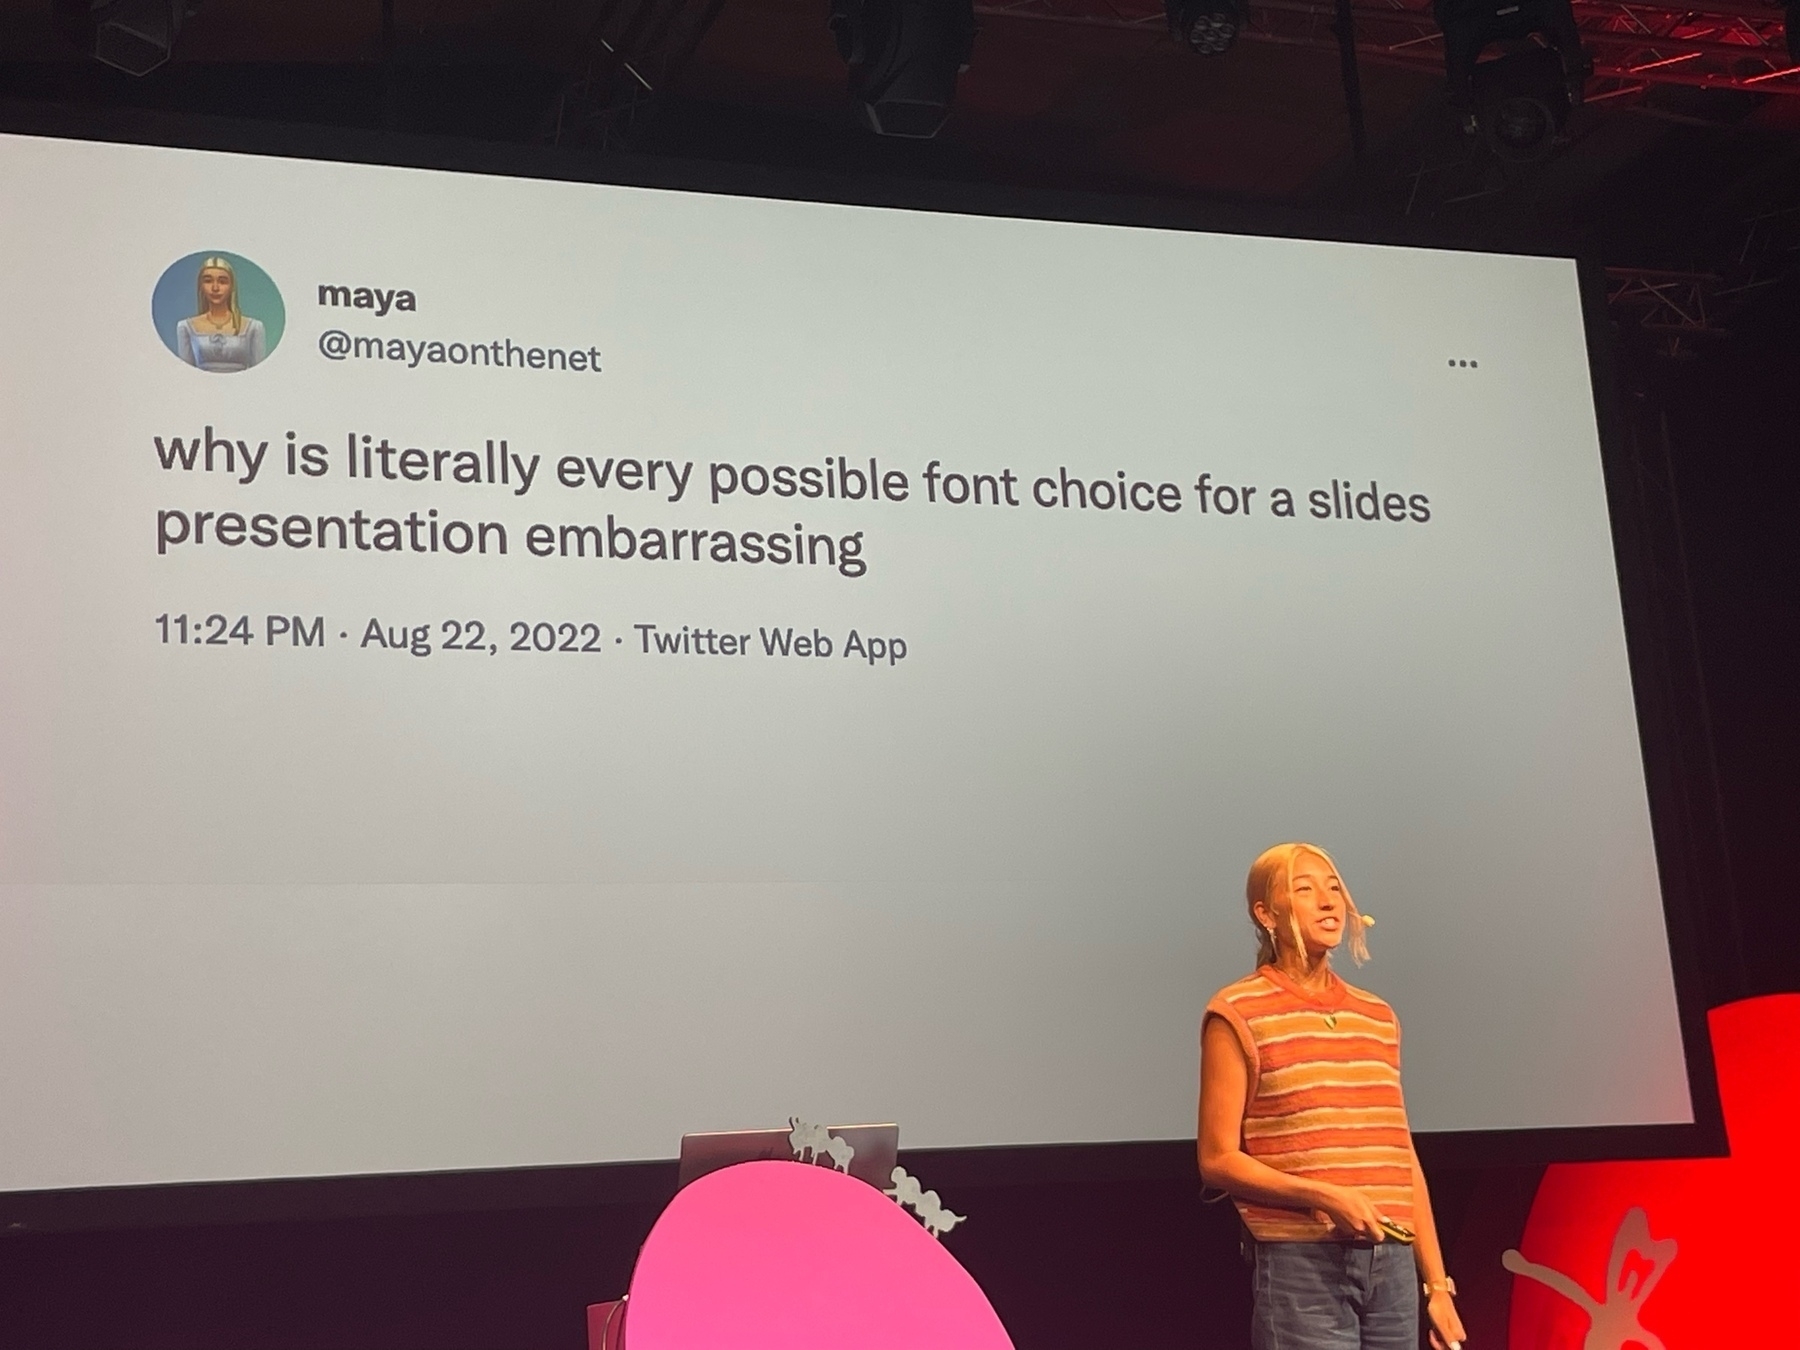 maya
@mayaonthenet
...
why is literally every possible font choice for a slides
presentation embarrassing
11:24 PM · Aug 22, 2022 · Twitter Web App